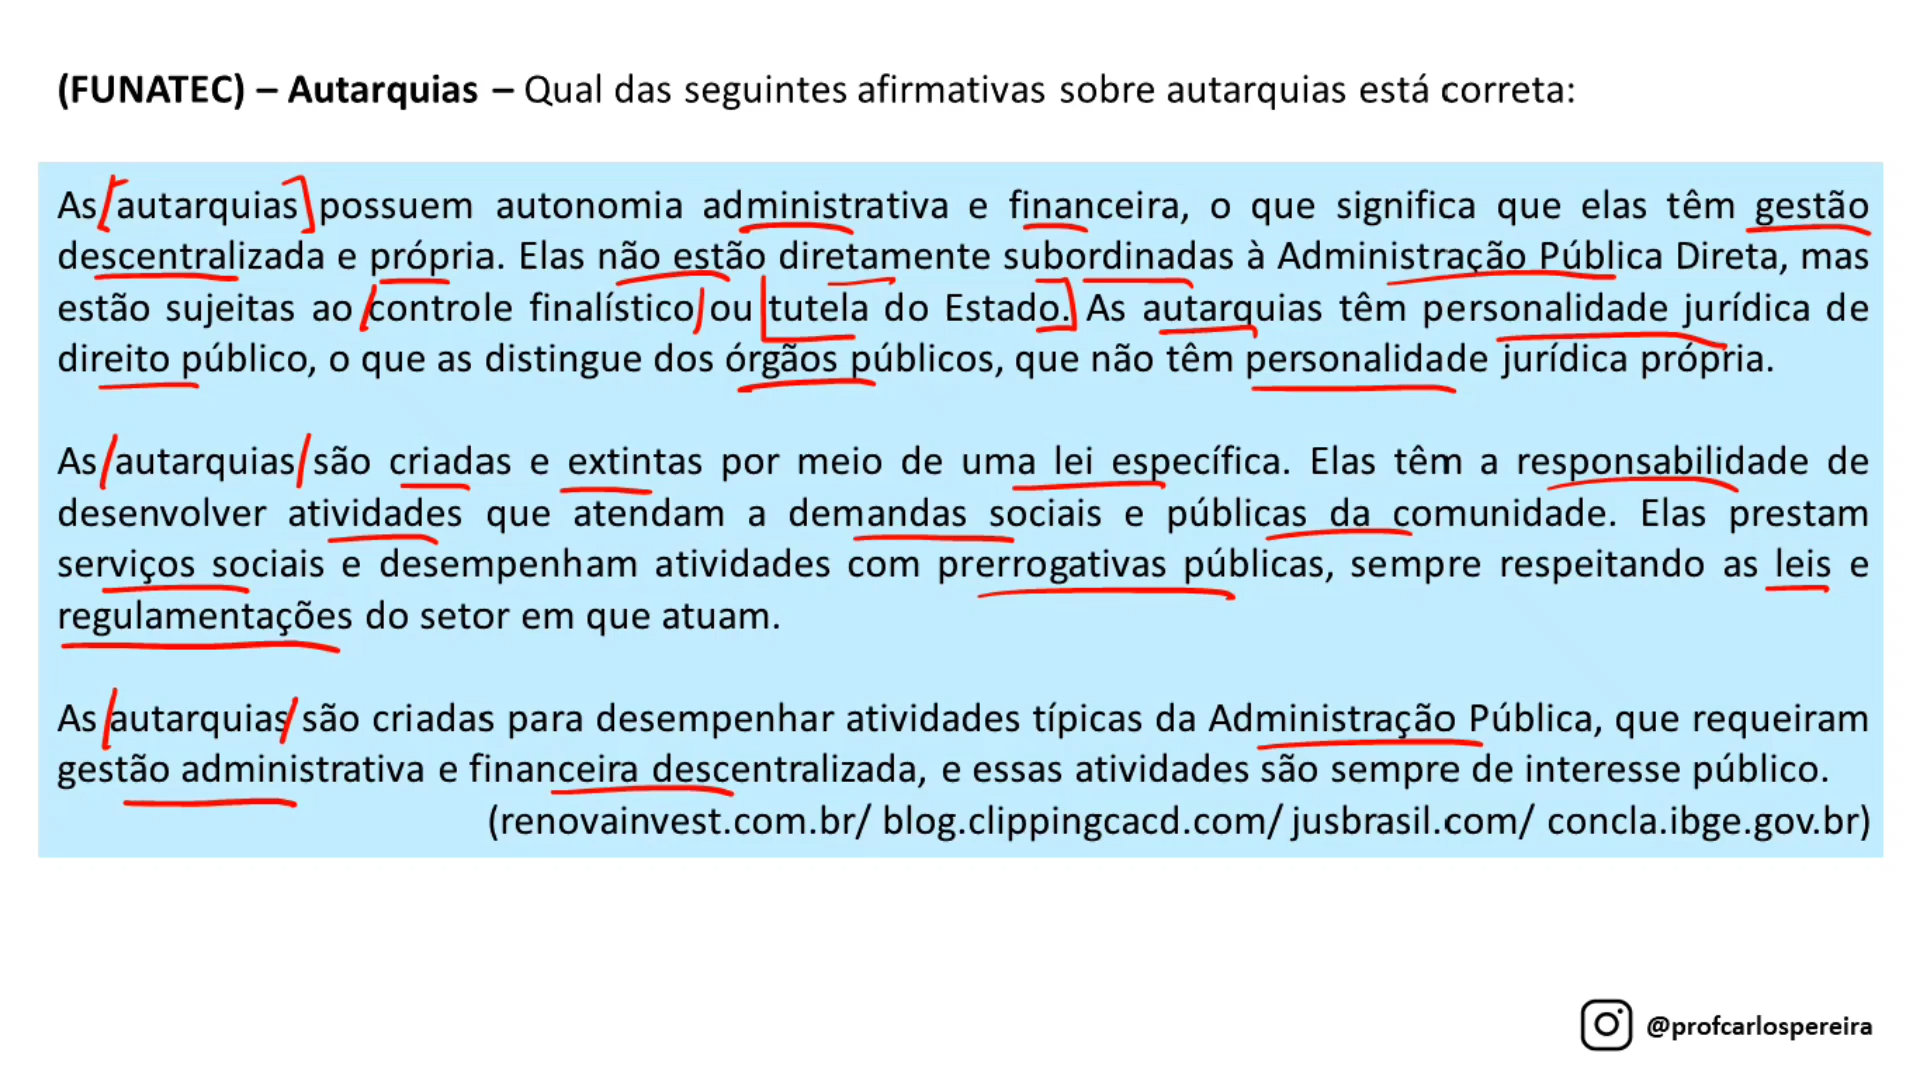 (FUNATEC) – Autarquias – Qual das seguintes afirmativas sobre autarquias está correta:
As autarquias possuem autonomia administrativa e financeira, o que significa que elas têm gestão
descentralizada e própria. Elas não estão diretamente subordinadas à Administração Pública Direta, mas
estão sujeitas ao controle finalístico ou tutela do Estado. As autarquias têm personalidade jurídica de
direito público, o que as distingue dos órgãos públicos, que não têm personalidade jurídica própria.
As autarquias são criadas e extintas por meio de uma lei específica. Elas têm a responsabilidade de
desenvolver atividades que atendam a demandas sociais e públicas da comunidade. Elas prestam
serviços sociais e desempenham atividades com prerrogativas públicas, sempre respeitando as leis e
regulamentações do setor em que atuam.
As autarquias são criadas para desempenhar atividades típicas da Administração Pública, que requeiram
gestão administrativa e financeira descentralizada, e essas atividades são sempre de interesse público.
(renovainvest.com.br/ blog.clippingcacd.com/ jusbrasil.com/ concla.ibge.gov.br)
@profcarlospereira